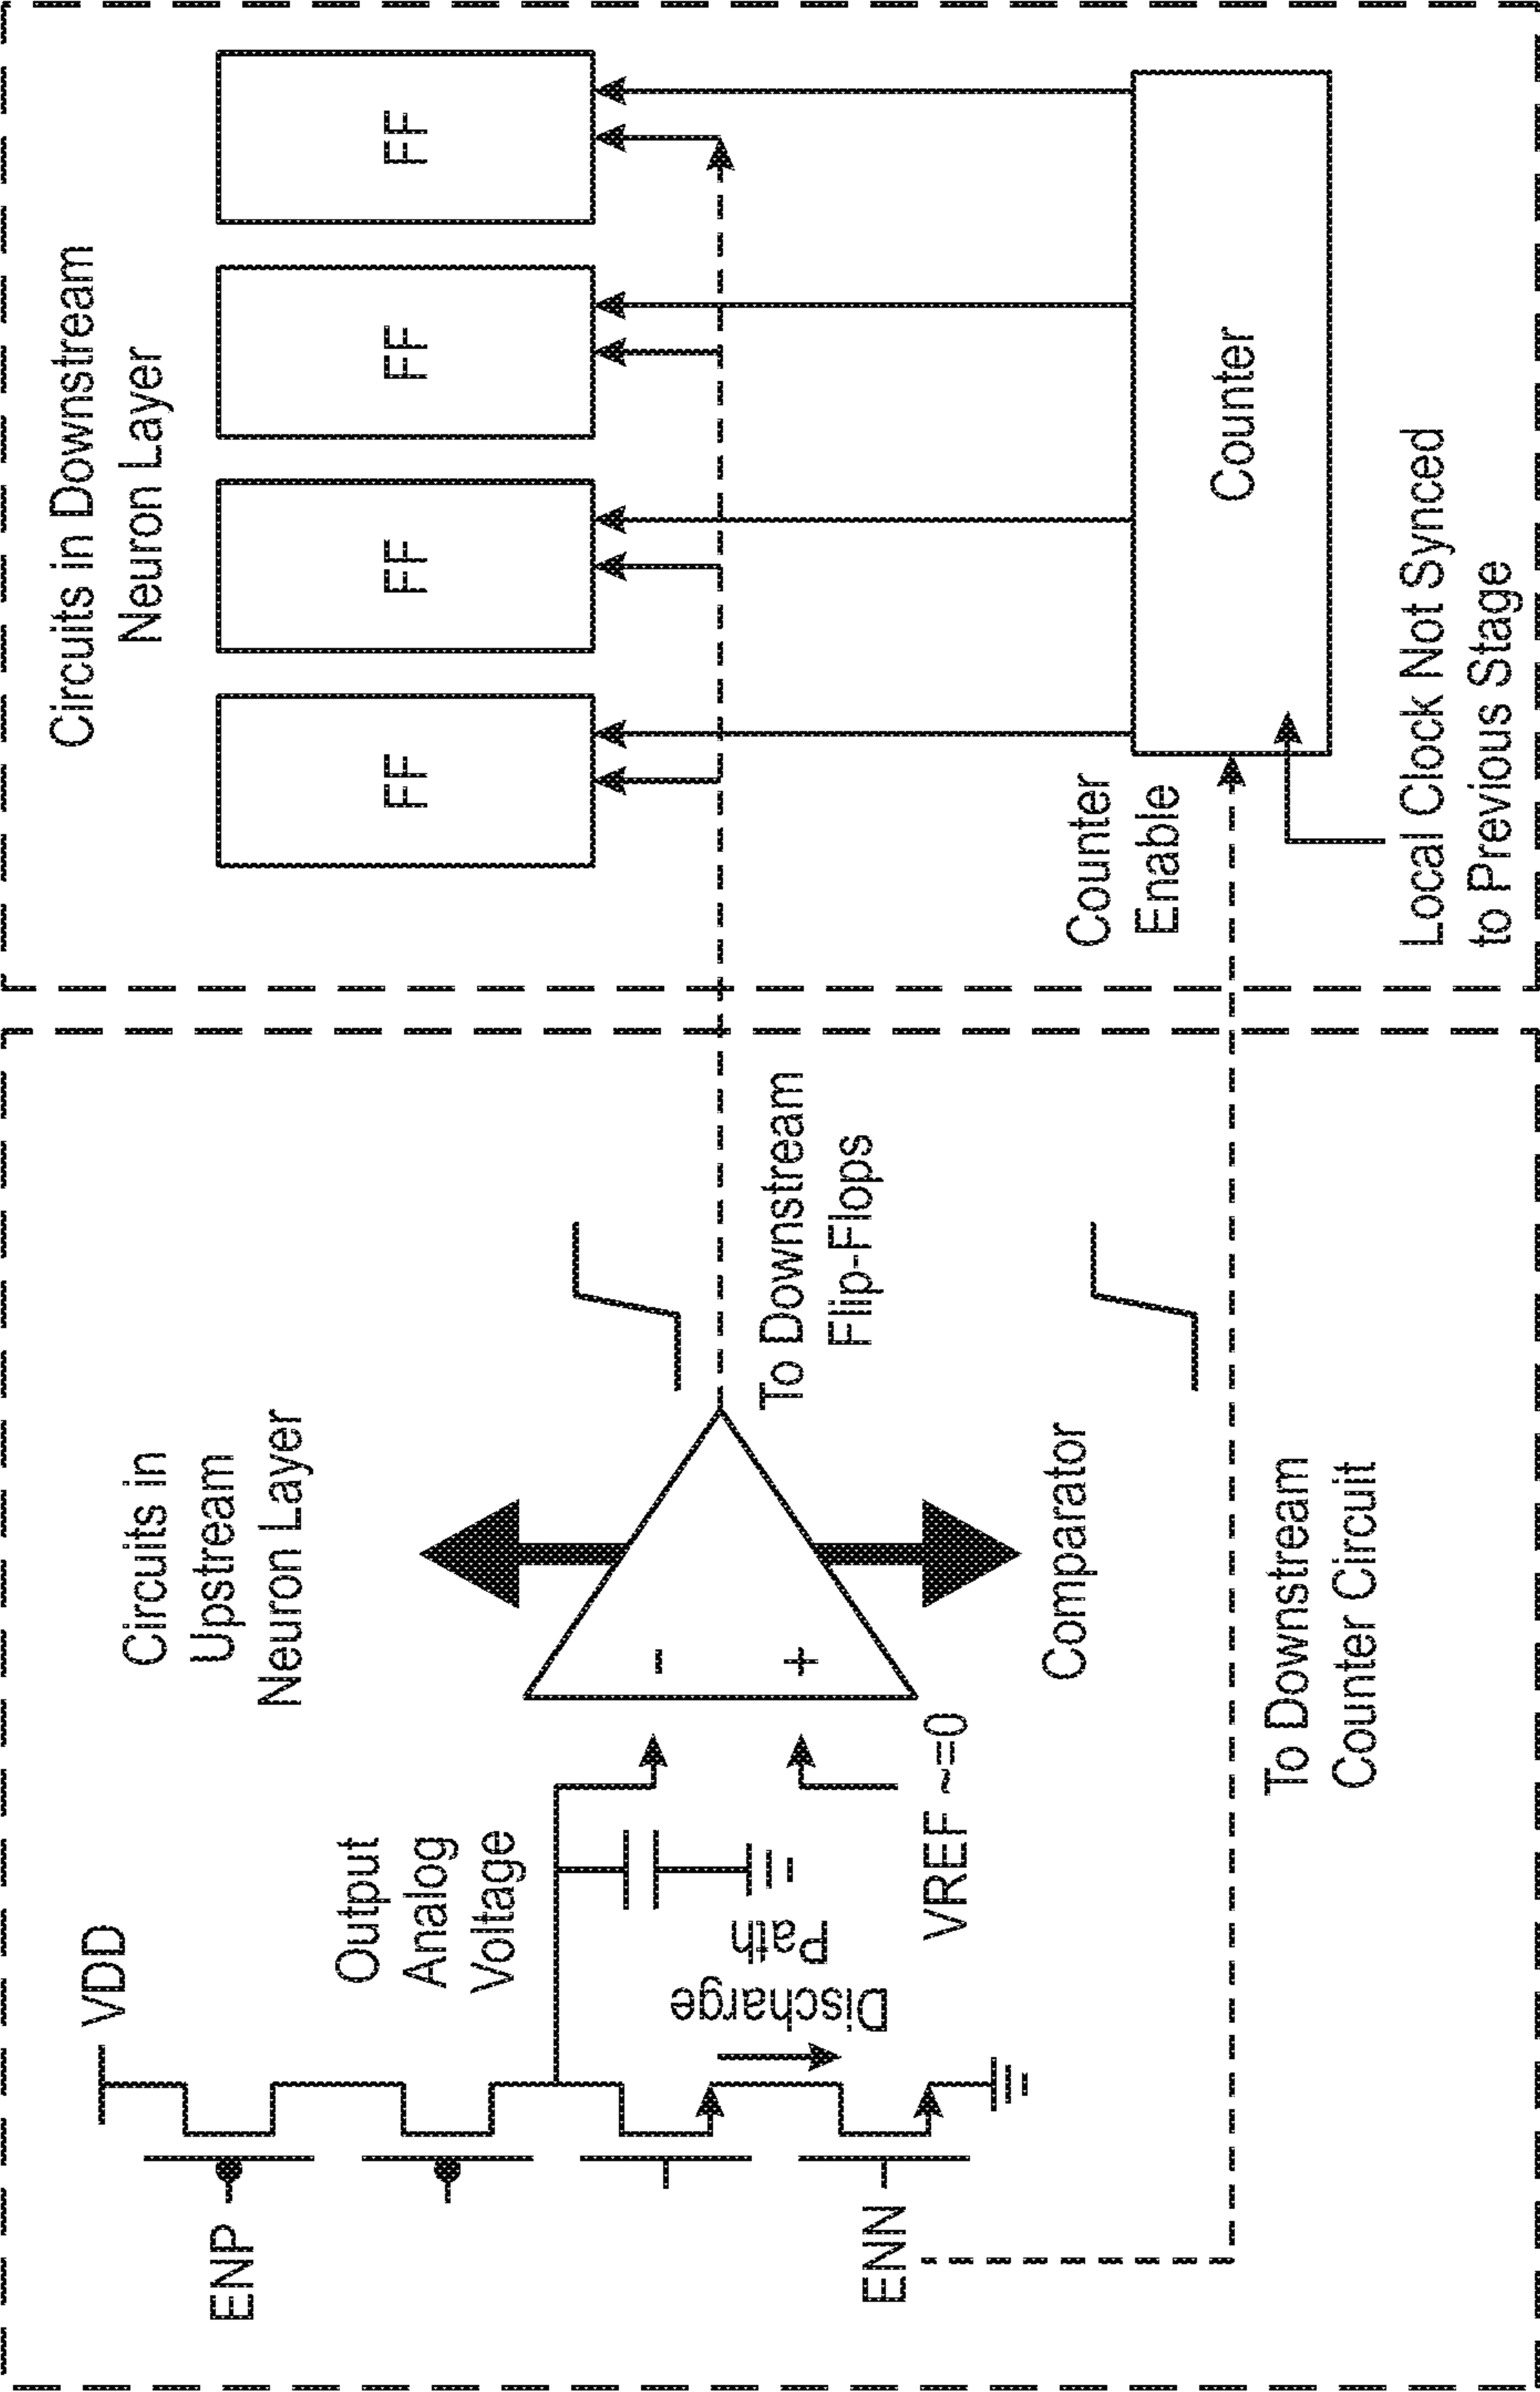 Circuits in
Upstream
Neuron Layer
VDD
ENP
Output
Analog
Voltage
Discharge
Path
ENN
VREF ~=0
-
+
Comparator
To Downstream
Flip-Flops
To Downstream
Counter Circuit
Circuits in Downstream
Neuron Layer
FF
FF
FF
FF
Counter
Enable
Counter
Local Clock Not Synced
to Previous Stage